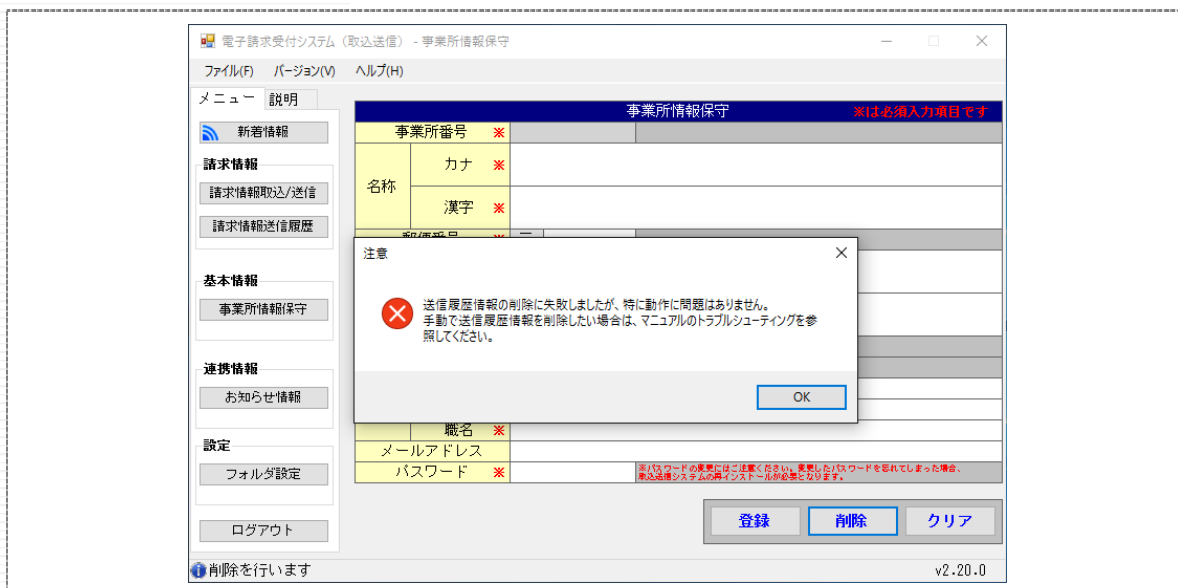 電子請求受付システム（取込送信） - 事業所情報保守
ファイル(F) バージョン(V) ヘルプ(H)
メニュー 説明
新着情報
請求情報
請求情報取込/送信
請求情報送信履歴
基本情報
事業所情報保守
連携情報
お知らせ情報
設定
フォルダ設定
ログアウト
事業所情報保守 ※は必須入力項目です
事業所番号 ※
名称
カナ ※
漢字 ※
郵便番号 ※ 〒
注意
送信履歴情報の削除に失敗しましたが、特に動作に問題はありません。
手動で送信履歴情報を削除したい場合は、マニュアルのトラブルシューティングを参
照してください。
OK
職名 ※
メールアドレス
パスワード ※
※パスワードの変更にはご注意ください。変更したパスワードを忘れてしまった場合、
取込送信システムの再インストールが必要となります。
登録 削除 クリア
削除を行います v2.20.0